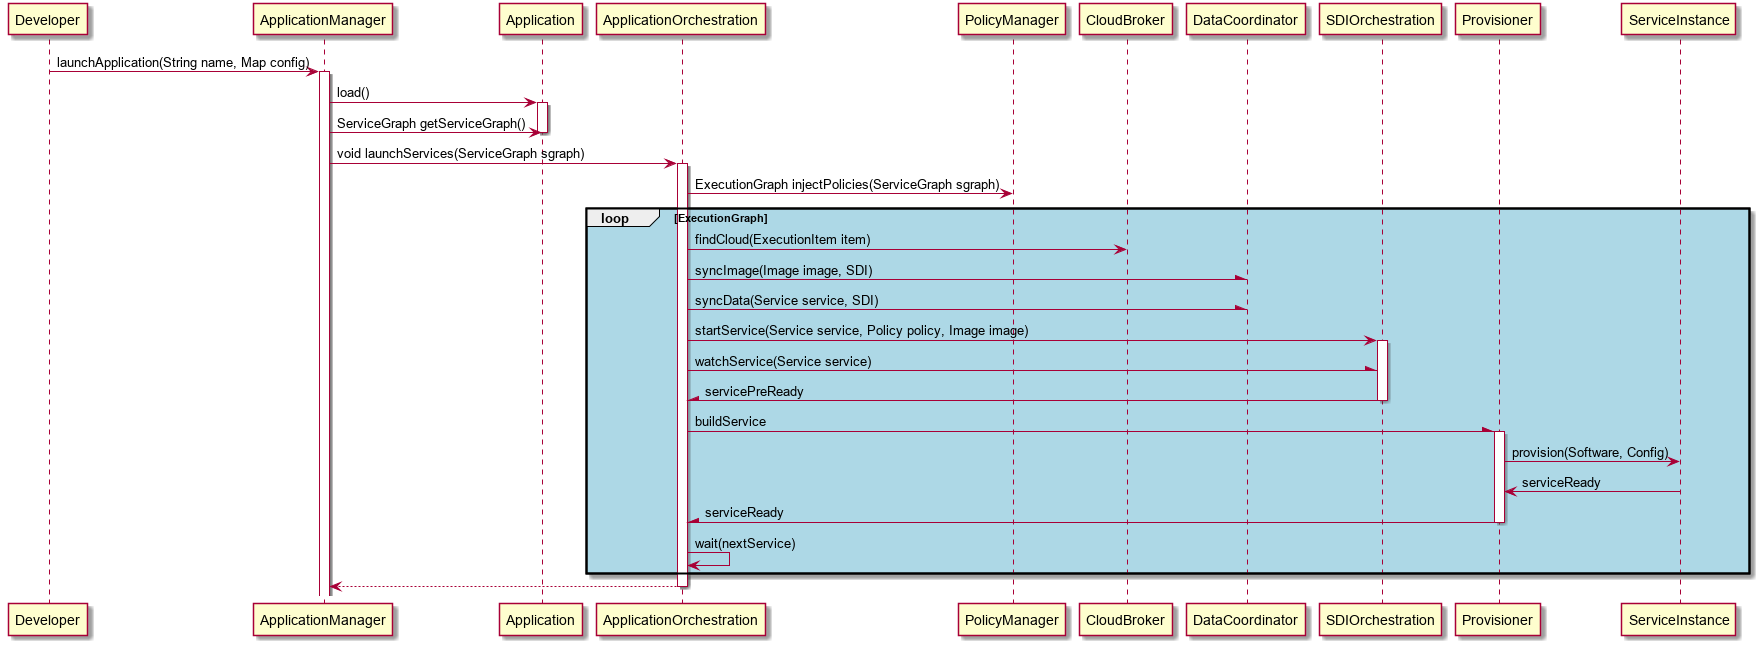 Developer
ApplicationManager
Application
ApplicationOrchestration
PolicyManager
CloudBroker
DataCoordinator
SDIOrchestration
Provisioner
ServiceInstance
launchApplication(String name, Map config)
load()
ServiceGraph getServiceGraph()
void launchServices(ServiceGraph sgraph)
ExecutionGraph injectPolicies(ServiceGraph sgraph)
loop
[ExecutionGraph]
findCloud(ExecutionItem item)
syncImage(Image image, SDI)
syncData(Service service, SDI)
startService(Service service, Policy policy, Image image)
watchService(Service service)
servicePreReady
buildService
provision(Software, Config)
serviceReady
serviceReady
wait(nextService)
Developer
ApplicationManager
Application
ApplicationOrchestration
PolicyManager
CloudBroker
DataCoordinator
SDIOrchestration
Provisioner
ServiceInstance